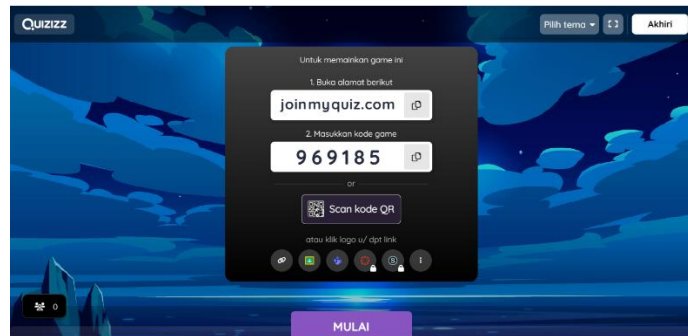 QUIZIZZ
Pilih tema
Akhiri
Untuk memainkan game ini
1. Buka alamat berikut
joinmyquiz.com
2. Masukkan kode game
969185
or
Scan kode QR
atau klik logo u/ dpt link
0
MULAI